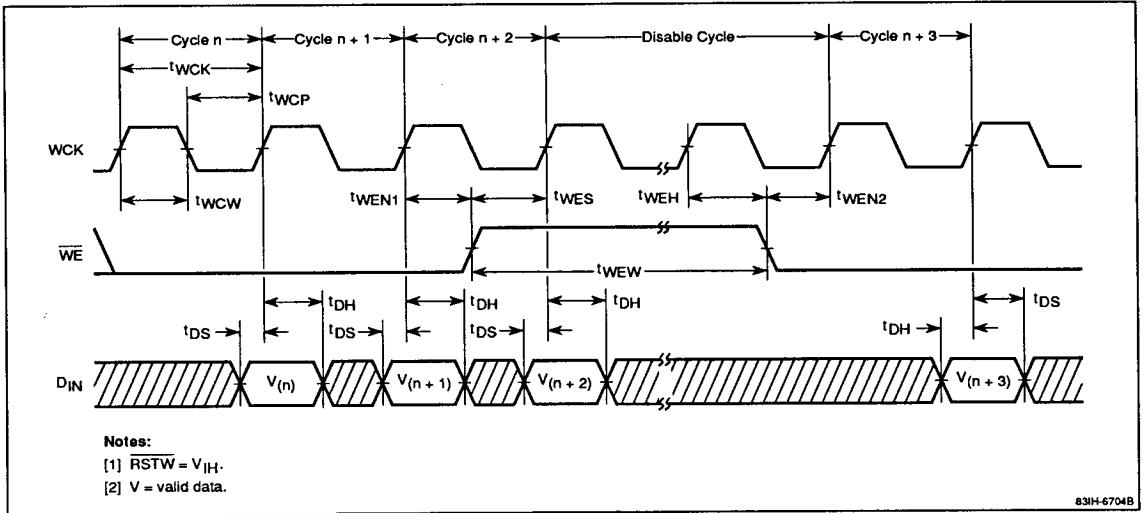 Cycle n Cycle n + 1 Cycle n + 2 Disable Cycle Cycle n + 3
tWCK
tWCP
WCK
tWCW tWEN1 tWES tWEH tWEN2
WE
tWEW
tDH tDH tDH tDS
tDS tDS tDS tDH
DIN V(n) V(n + 1) V(n + 2) V(n + 3)
Notes:
[1] RSTW = VIH.
[2] V = valid data.
83IH-6704B